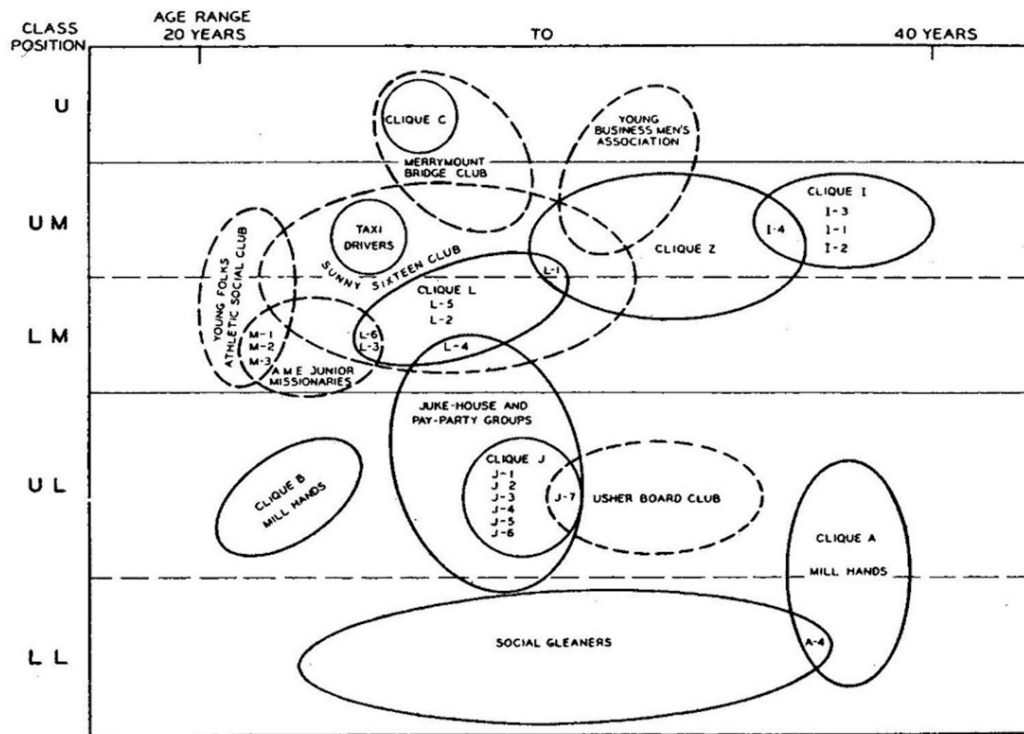 CLASS
POSITION
AGE RANGE
20 YEARS
TO
40 YEARS
U
CLIQUE C
YOUNG
BUSINESS MEN'S
ASSOCIATION
MERRYMOUNT
BRIDGE CLUB
UM
TAXI
DRIVERS
SUNNY SIXTEEN CLUB
CLIQUE Z
CLIQUE I
I-3
I-4
I-1
I-2
YOUNG FOLKS
ATHLETIC SOCIAL CLUB
L-1
LM
CLIQUE L
L-5
L-2
M-1
M-2
M-3
L-6
L-3
L-4
A M E JUNIOR
MISSIONARIES
JUKE-HOUSE AND
PAY-PARTY GROUPS
UL
CLIQUE B
MILL HANDS
CLIQUE J
J-1
J-2
J-3
J-4
J-5
J-6
J-7
USHER BOARD CLUB
CLIQUE A
MILL HANDS
LL
SOCIAL GLEANERS
A-4